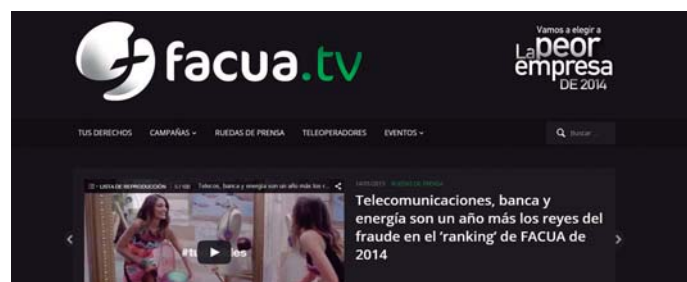 facua.tv
Vamos a elegir a
La peor
empresa
DE 2014
TUS DERECHOS CAMPAÑAS RUEDAS DE PRENSA TELEOPERADORES EVENTOS Buscar
LISTA DE REPRODUCCIÓN Telecos, banca y energía son un año más los r...
RUEDAS DE PRENSA
Telecomunicaciones, banca y
energía son un año más los reyes del
fraude en el 'ranking' de FACUA de
2014